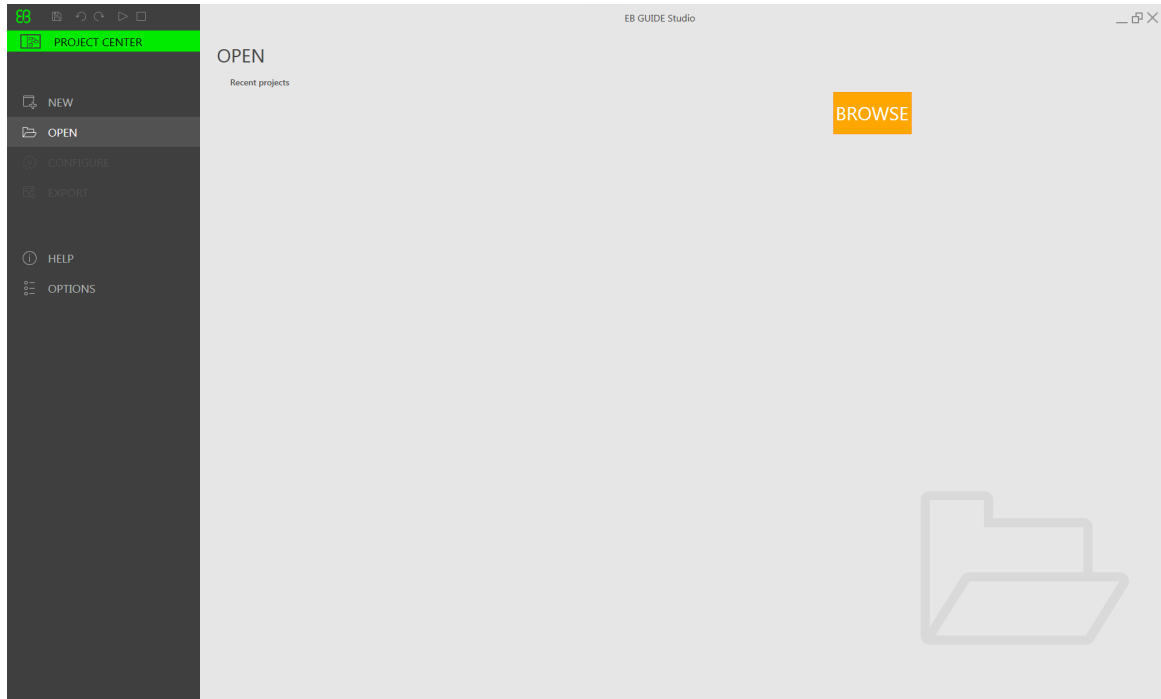 EB GUIDE Studio
PROJECT CENTER
OPEN
Recent projects
BROWSE
NEW
OPEN
CONFIGURE
EXPORT
HELP
OPTIONS